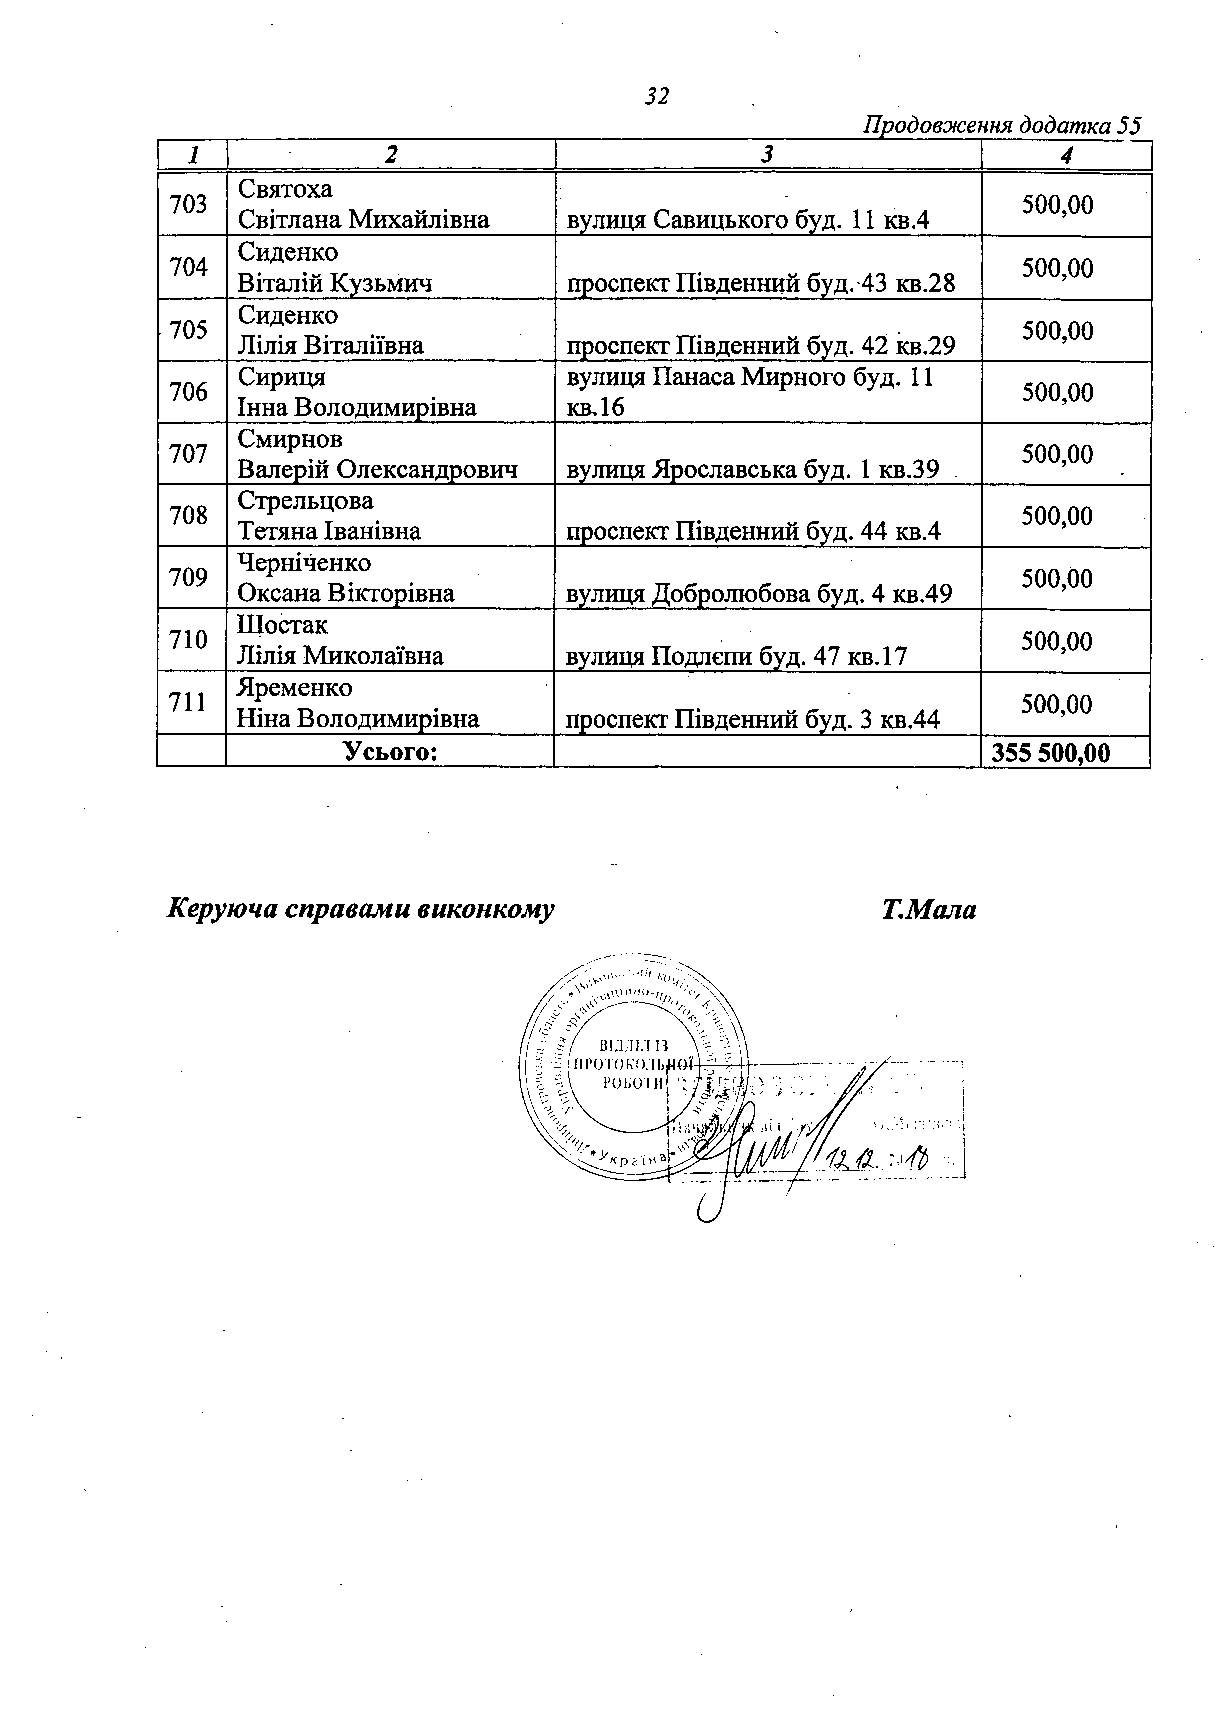 32
Продовження додатка 55
1 2 3 4
703 Святоха
Світлана Михайлівна вулиця Савицького буд. 11 кв.4 500,00
704 Сиденко
Віталій Кузьмич проспект Південний буд. 43 кв.28 500,00
705 Сиденко
Лілія Віталіївна проспект Південний буд. 42 кв.29 500,00
706 Сириця вулиця Панаса Мирного буд. 11
Інна Володимирівна кв.16 500,00
707 Смирнов
Валерій Олександрович вулиця Ярославська буд. 1 кв.39 500,00
708 Стрельцова
Тетяна Іванівна проспект Південний буд. 44 кв.4 500,00
709 Черніченко
Оксана Вікторівна вулиця Добролюбова буд. 4 кв.49 500,00
710 Шостак
Лілія Миколаївна вулиця Подлєпи буд. 47 кв.17 500,00
711 Яременко
Ніна Володимирівна проспект Південний буд. 3 кв.44 500,00
Усього: 355 500,00
Керуюча справами виконкому Т.Мала
ВІДДІЛ ІЗ
ПРОТОКОЛЬНОЇ
РОБОТИ
Україна
12 12